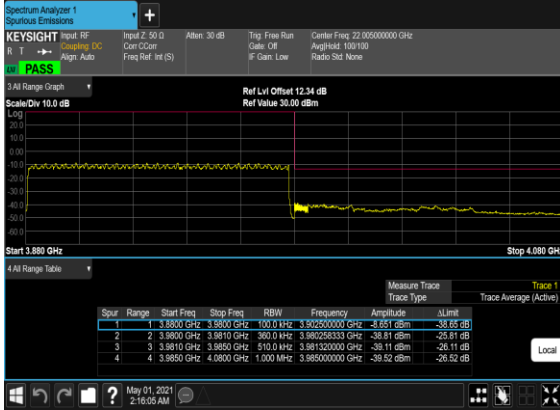 Spectrum Analyzer 1
Spurious Emissions
+
KEYSIGHT
R T
Input: RF
Coupling: DC
Align: Auto
Input Z: 50 Ω
Corr CCorr
Freq Ref: Int (S)
Atten: 30 dB
Trig: Free Run
Gate: Off
IF Gain: Low
Center Freq: 22.005000000 GHz
Avg|Hold: 100/100
Radio Std: None
PASS
3 All Range Graph
Scale/Div 10.0 dB
Ref Lvl Offset 12.34 dB
Ref Value 30.00 dBm
Log
20.0
10.0
0.00
-10.0
-20.0
-30.0
-40.0
-50.0
-60.0
Start 3.880 GHz
Stop 4.080 GH
4 All Range Table
Measure Trace Trace 1
Trace Type Trace Average (Active)
Spur Range Start Freq Stop Freq RBW Frequency Amplitude ΔLimit
1 1 3.8800 GHz 3.9800 GHz 100.0 kHz 3.902500000 GHz -8.651 dBm -38.65 dB
2 2 3.9800 GHz 3.9810 GHz 360.0 kHz 3.980258333 GHz -38.81 dBm -25.81 dB
3 3 3.9810 GHz 3.9850 GHz 510.0 kHz 3.981320000 GHz -39.11 dBm -26.11 dB
4 4 3.9850 GHz 4.0800 GHz 1.000 MHz 3.985000000 GHz -39.52 dBm -26.52 dB
Local
?
May 01, 2021
2:16:05 AM